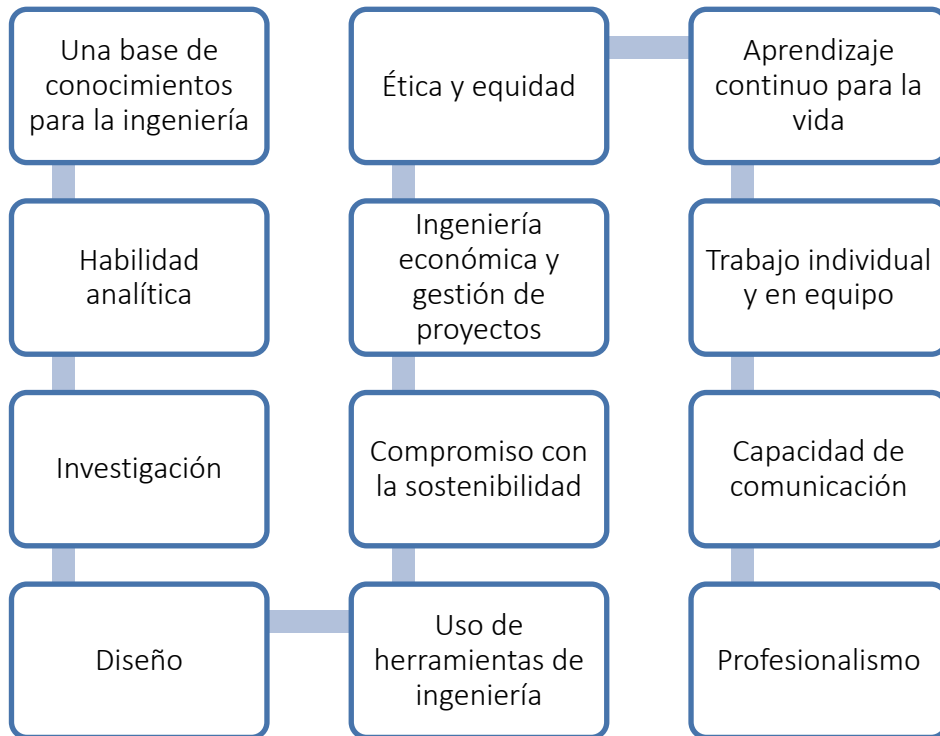 Una base de
conocimientos
para la ingeniería
Habilidad
analítica
Investigación
Diseño
Uso de
herramientas de
ingeniería
Compromiso con
la sostenibilidad
Ingeniería
económica y
gestión de
proyectos
Ética y equidad
Aprendizaje
continuo para la
vida
Trabajo individual
y en equipo
Capacidad de
comunicación
Profesionalismo